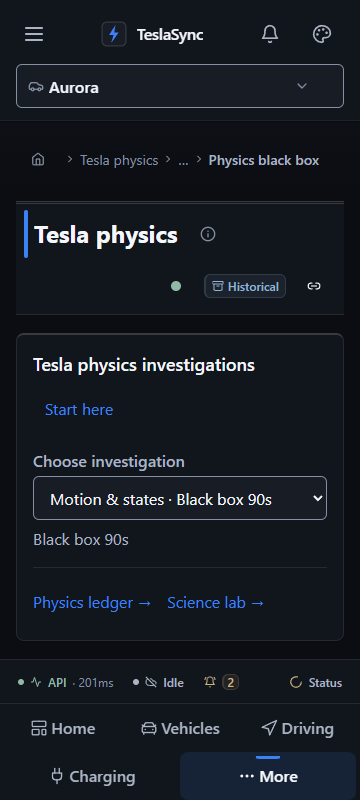 TeslaSync
Aurora
Tesla physics
...
Physics black box
Tesla physics
Historical
Tesla physics investigations
Start here
Choose investigation
Motion & states · Black box 90s
Black box 90s
Physics ledger →
Science lab →
API · 201ms
Idle
2
Status
Home
Vehicles
Driving
Charging
More